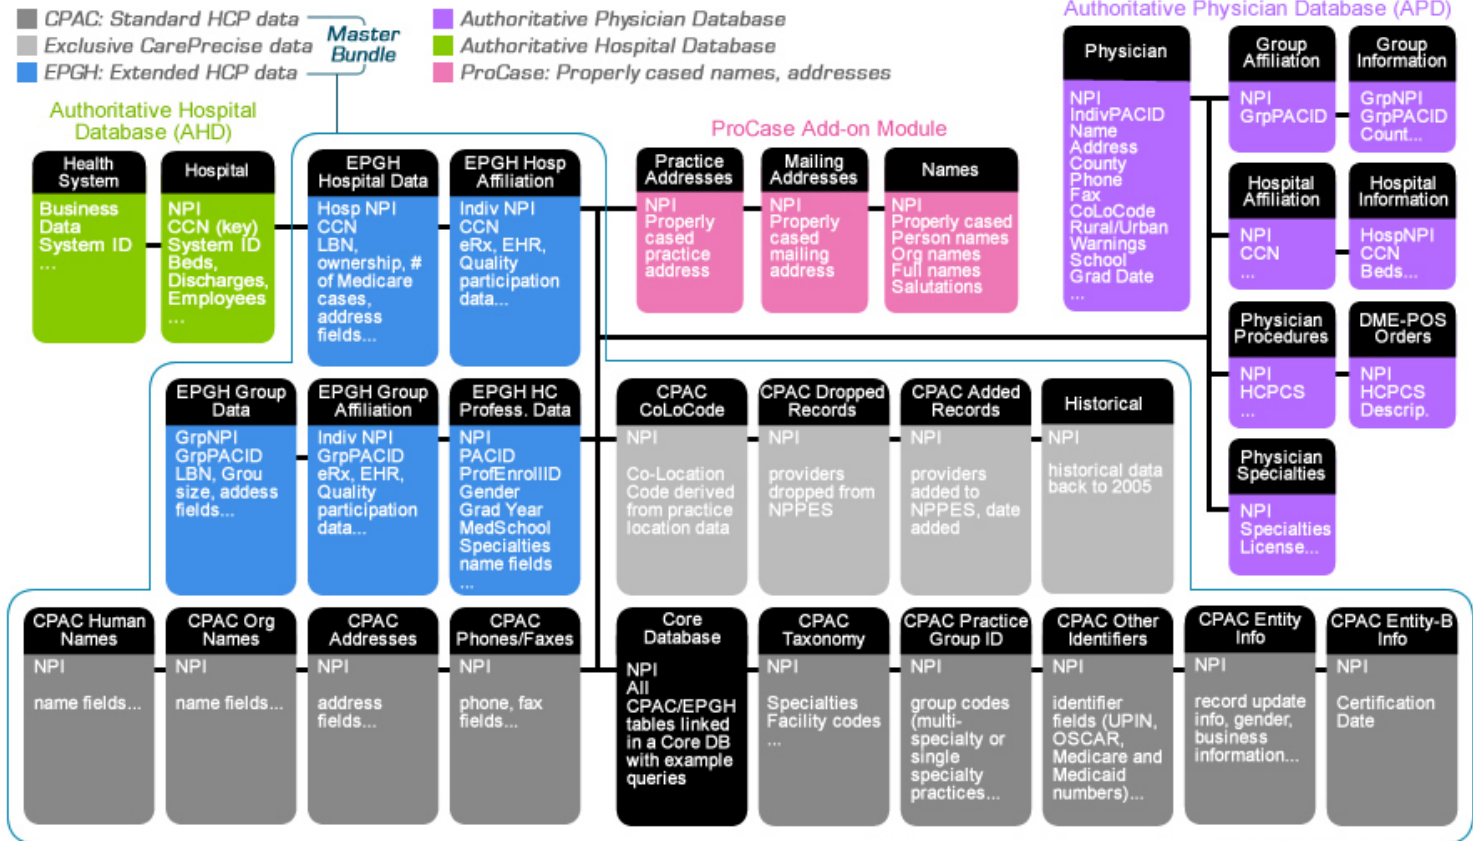 CPAC: Standard HCP data
Exclusive CarePrecise data
EPGH: Extended HCP data
Master
Bundle
Authoritative Physician Database
Authoritative Hospital Database
ProCase: Properly cased names, addresses
Authoritative Physician Database (APD)
Physician
NPI
IndivPACID
Name
Address
County
Phone
Fax
CoLoCode
Rural/Urban
Warnings
School
Grad Date
...
Group
Affiliation
NPI
GrpPACID
Group
Information
GrpNPI
GrpPACID
Count...
Hospital
Affiliation
NPI
CCN
...
Hospital
Information
HospNPI
CCN
Beds...
Physician
Procedures
NPI
HCPCS
...
DME-POS
Orders
NPI
HCPCS
Descrip.
Physician
Specialties
NPI
Specialties
License...
Authoritative Hospital
Database (AHD)
Health
System
Business
Data
System ID
...
Hospital
NPI
CCN (key)
System ID
Beds,
Discharges,
Employees
...
EPGH
Hospital Data
Hosp NPI
CCN
LBN,
ownership, #
of Medicare
cases,
address
fields...
EPGH Hosp
Affiliation
Indiv NPI
CCN
eRx, EHR,
Quality
participation
data...
ProCase Add-on Module
Practice
Addresses
NPI
Properly
cased
practice
address
Mailing
Addresses
NPI
Properly
cased
mailing
address
Names
NPI
Properly cased
Person names
Org names
Full names
Salutations
EPGH Group
Data
GrpNPI
GrpPACID
LBN, Grou
size, addess
fields...
EPGH Group
Affiliation
Indiv NPI
GrpPACID
eRx, EHR,
Quality
participation
data...
EPGH HC
Profess. Data
NPI
PACID
ProfEnrollID
Gender
Grad Year
MedSchool
Specialties
name fields
...
CPAC
CoLoCode
NPI
Co-Location
Code derived
from practice
location data
CPAC Dropped
Records
NPI
providers
dropped from
NPPES
CPAC Added
Records
NPI
providers
added to
NPPES, date
added
Historical
NPI
historical data
back to 2005
CPAC Human
Names
NPI
name fields...
CPAC Org
Names
NPI
name fields...
CPAC
Addresses
NPI
address
fields...
CPAC
Phones/Faxes
NPI
phone, fax
fields...
Core
Database
NPI
All
CPAC/EPGH
tables linked
in a Core DB
with example
queries
CPAC
Taxonomy
NPI
Specialties
Facility codes
...
CPAC Practice
Group ID
NPI
group codes
(multi-
specialty or
single
specialty
practices...
CPAC Other
Identifiers
NPI
identifier
fields (UPIN,
OSCAR,
Medicare and
Medicaid
numbers)...
CPAC Entity
Info
NPI
record update
info, gender,
business
information...
CPAC Entity-B
Info
NPI
Certification
Date